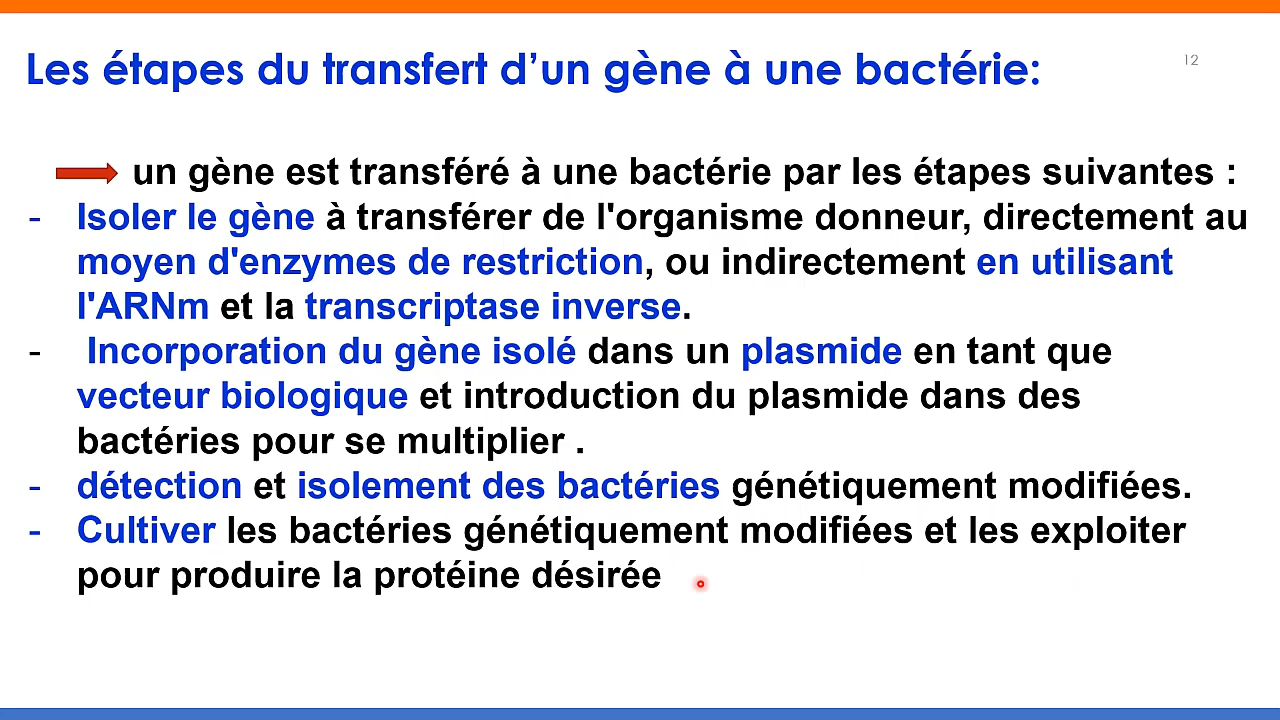 Les étapes du transfert d’un gène à une bactérie:
12
un gène est transféré à une bactérie par les étapes suivantes :
- Isoler le gène à transférer de l'organisme donneur, directement au
moyen d'enzymes de restriction, ou indirectement en utilisant
l'ARNm et la transcriptase inverse.
- Incorporation du gène isolé dans un plasmide en tant que
vecteur biologique et introduction du plasmide dans des
bactéries pour se multiplier .
- détection et isolement des bactéries génétiquement modifiées.
- Cultiver les bactéries génétiquement modifiées et les exploiter
pour produire la protéine désirée